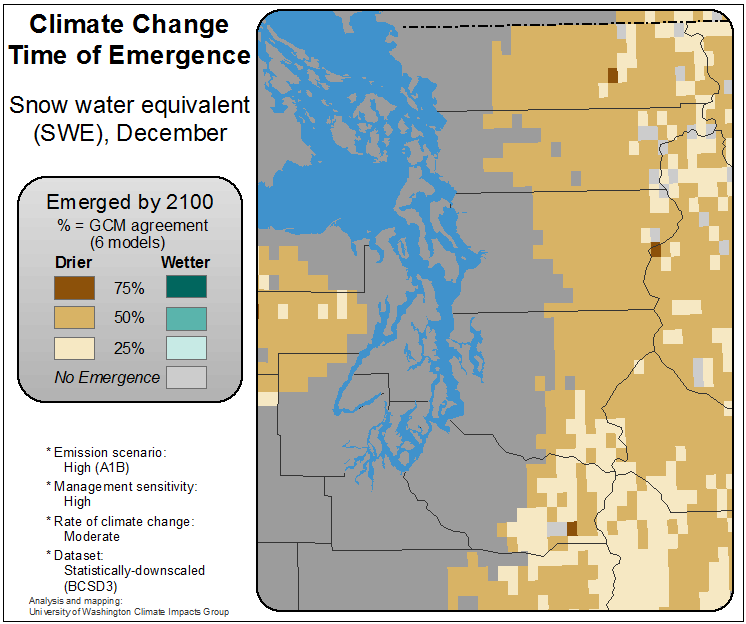 Climate Change
Time of Emergence
Snow water equivalent
(SWE), December
Emerged by 2100
% = GCM agreement
(6 models)
Drier Wetter
75%
50%
25%
No Emergence
* Emission scenario:
High (A1B)
* Management sensitivity:
High
* Rate of climate change:
Moderate
* Dataset:
Statistically-downscaled
(BCSD3)
Analysis and mapping:
University of Washington Climate Impacts Group